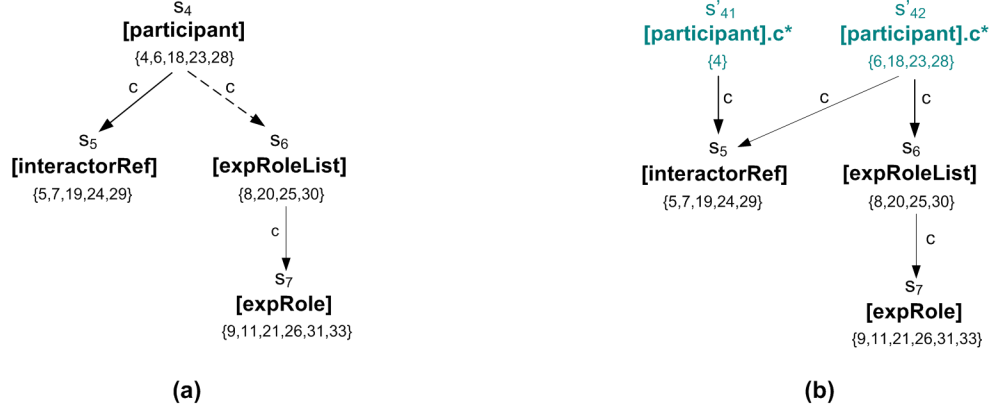 s4
[participant]
{4,6,18,23,28}
c
c
s5
[interactorRef]
{5,7,19,24,29}
s6
[expRoleList]
{8,20,25,30}
c
s7
[expRole]
{9,11,21,26,31,33}
(a)
s'41
[participant].c*
{4}
s'42
[participant].c*
{6,18,23,28}
c
c
c
s5
[interactorRef]
{5,7,19,24,29}
s6
[expRoleList]
{8,20,25,30}
c
s7
[expRole]
{9,11,21,26,31,33}
(b)